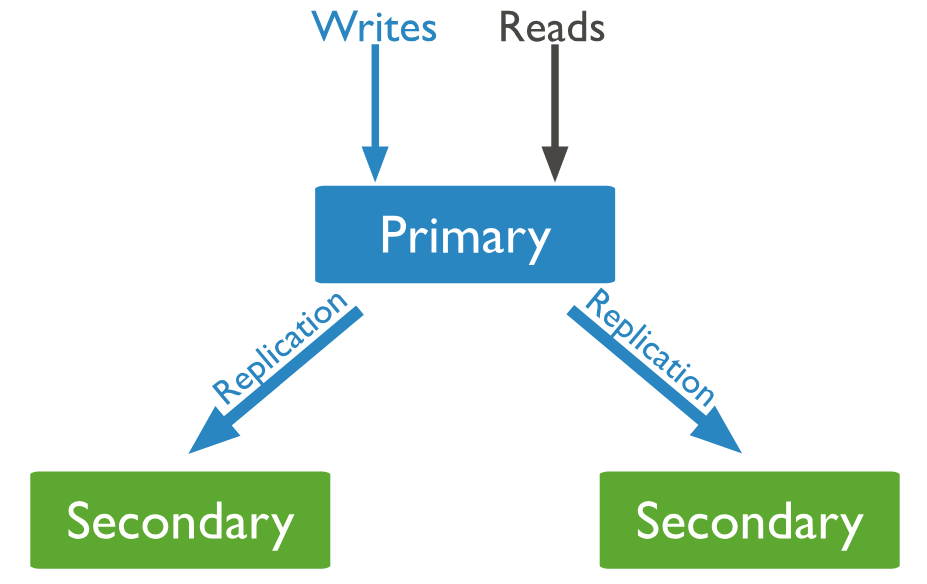 Writes
Reads
Primary
Replication
Replication
Secondary
Secondary